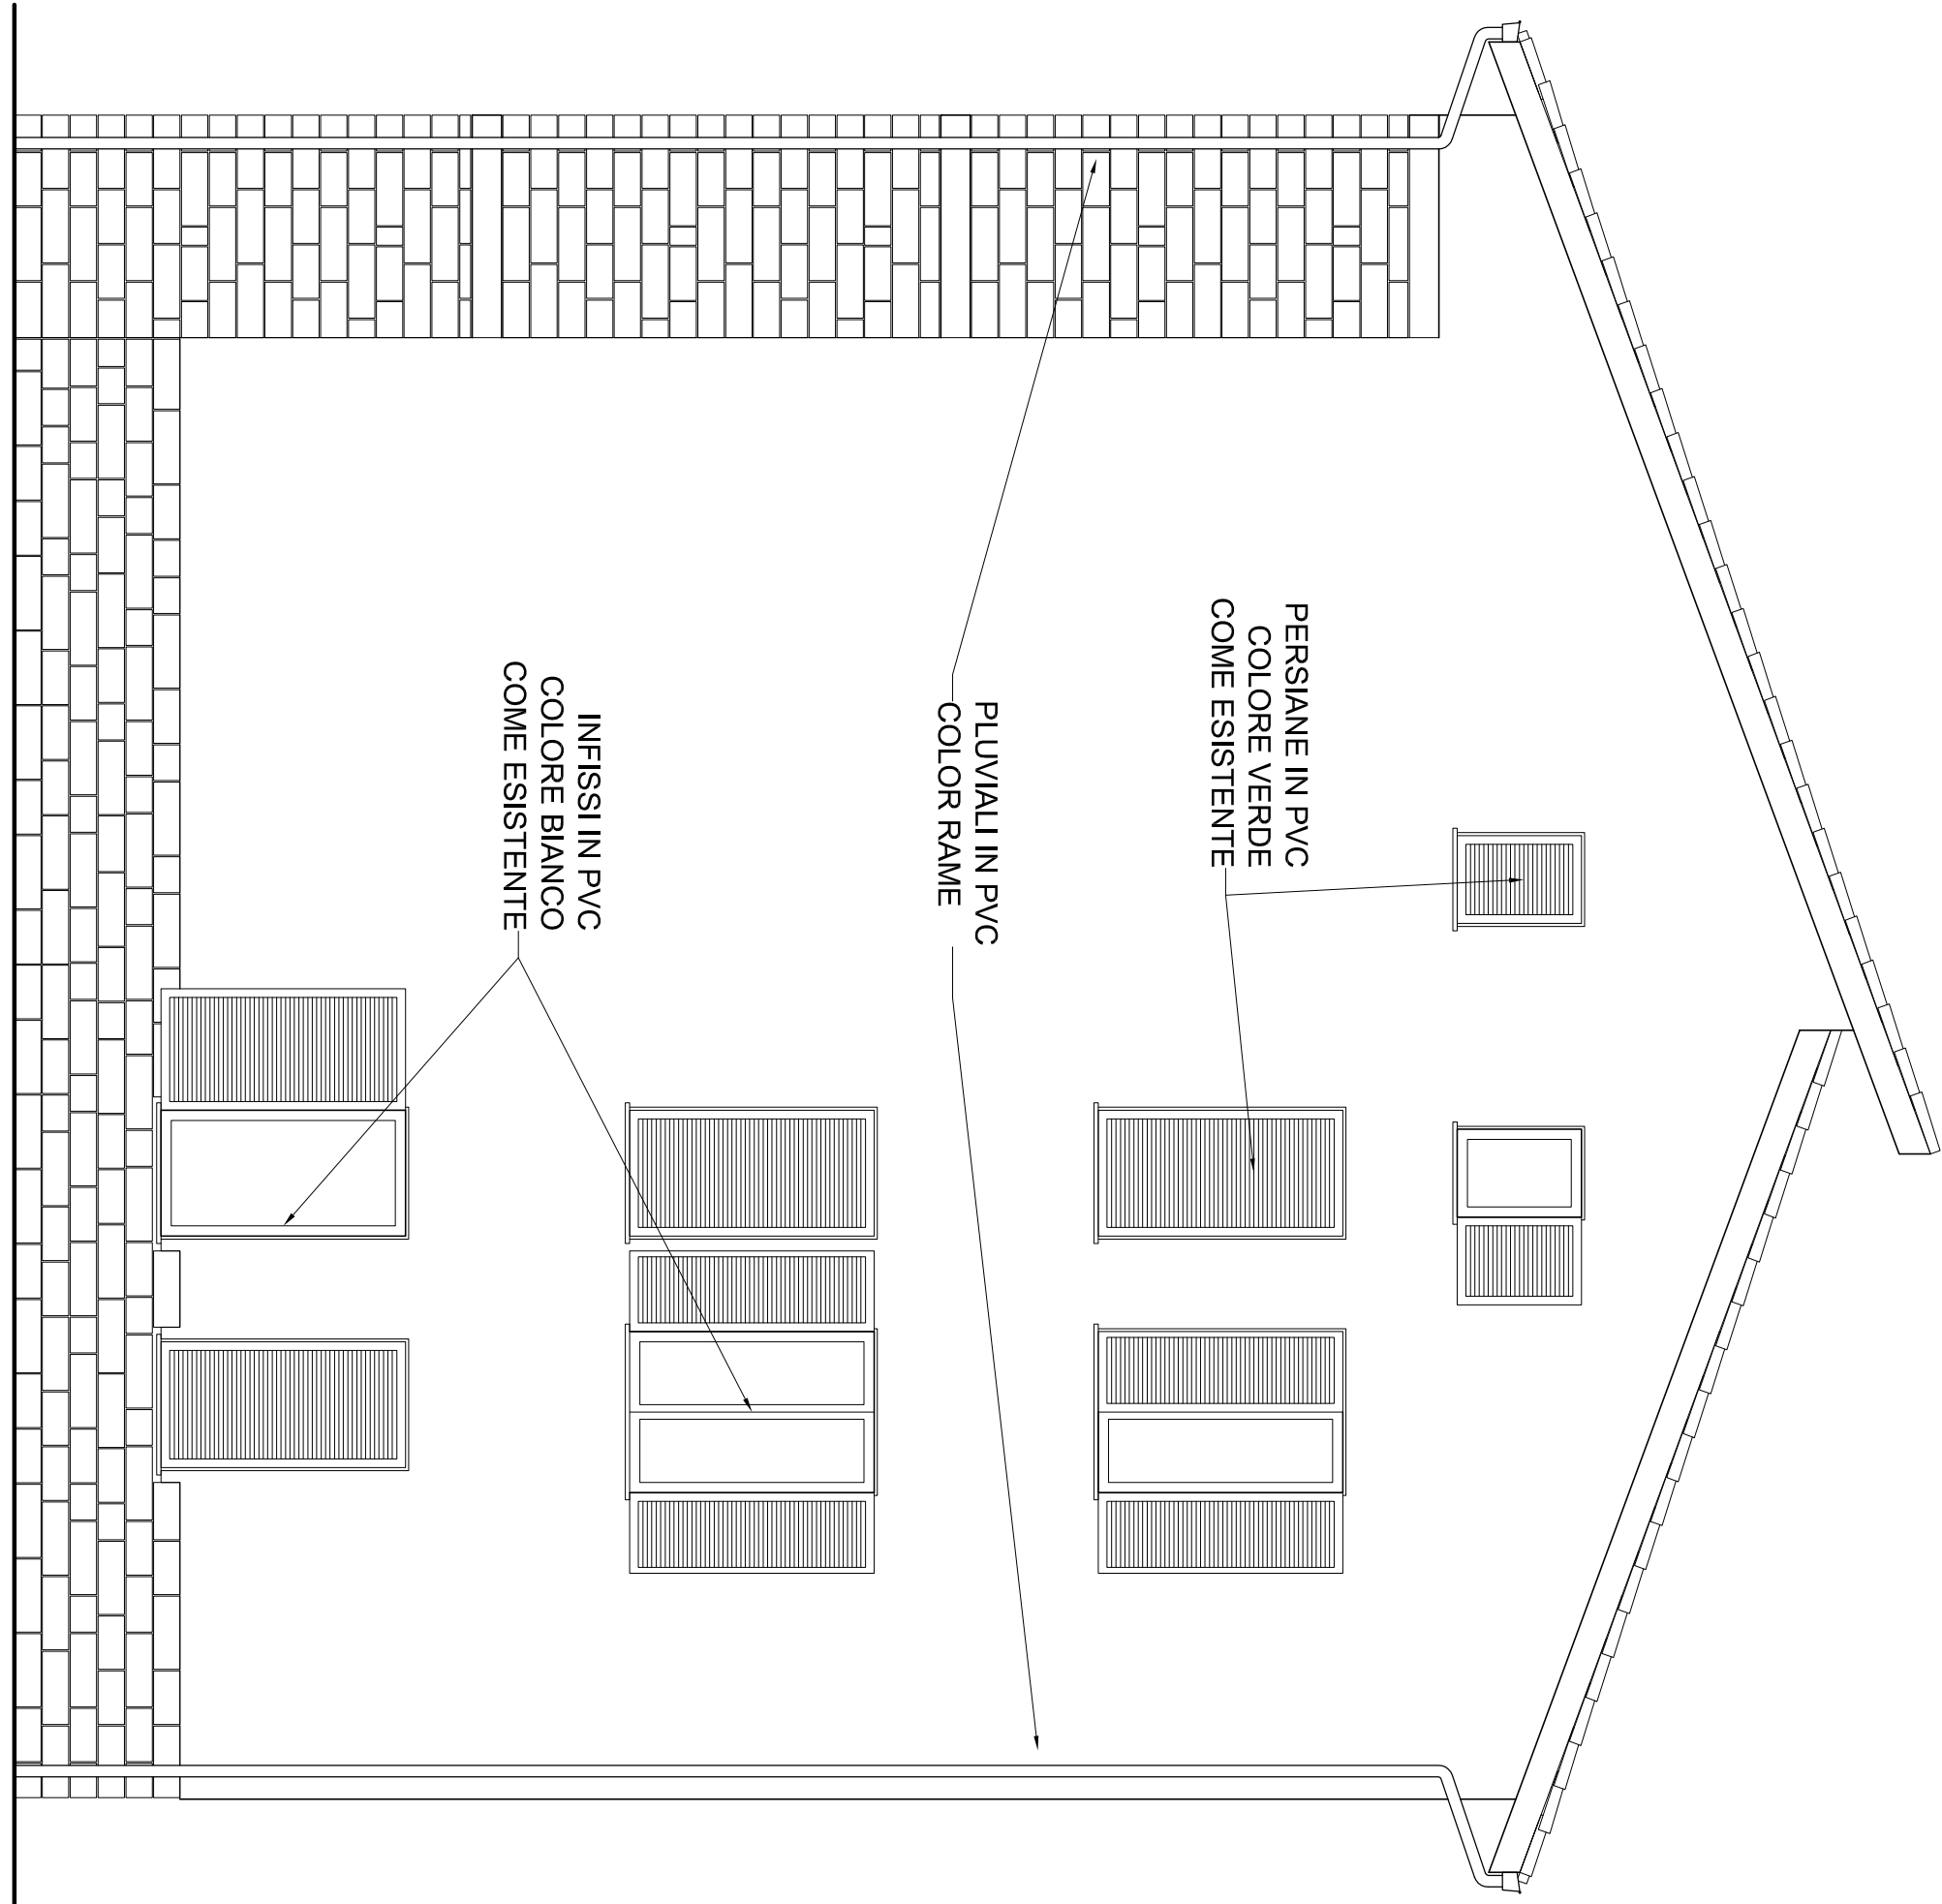 PERSIANE IN PVC
COLORE VERDE
COME ESISTENTE
PLUVIALI IN PVC
COLOR RAME
INFISSI IN PVC
COLORE BIANCO
COME ESISTENTE